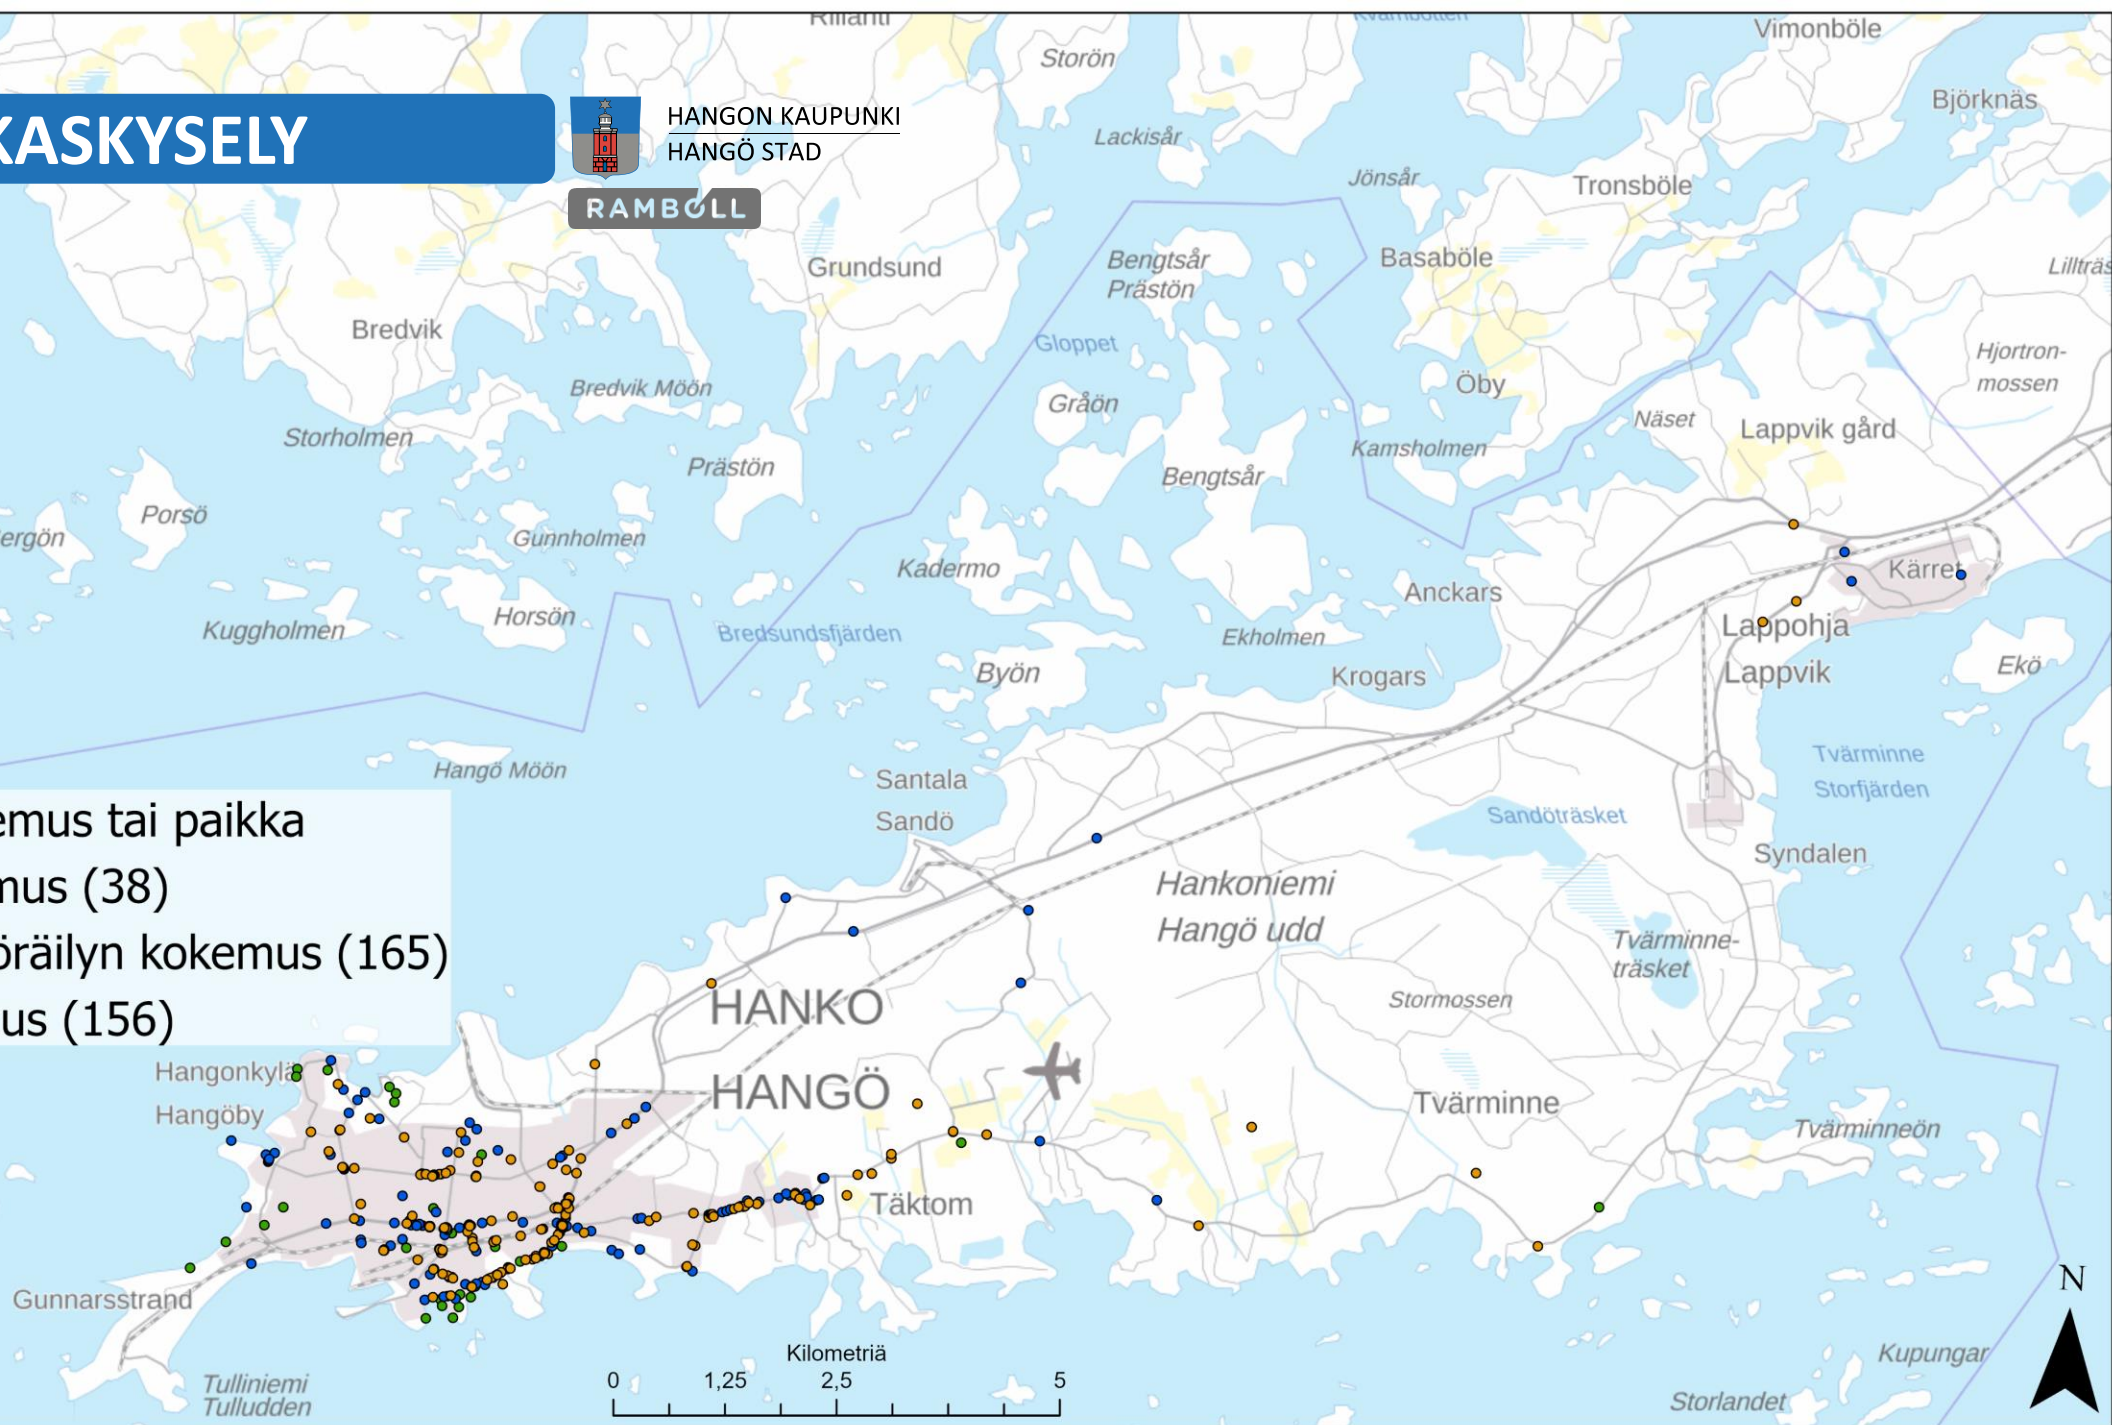 Riilahti
Kvarnbotten
Vimonböle
Storön
Björknäs
KASKYSELY
HANGON KAUPUNKI
HANGÖ STAD
Lackisår
Jönsår
Tronsböle
RAMBOLL
Grundsund
Bengtsår
Prästön
Basaböle
Lillträs
Bredvik
Gloppet
Hjortron-
mossen
Bredvik Möön
Öby
Gråön
Näset
Lappvik gård
Storholmen
Kamsholmen
Prästön
Bengtsår
Porsö
ergön
Gunnholmen
Kadermo
Kärret
Anckars
Horsön
Kuggholmen
Bredsundsfjärden
Ekholmen
Lappohja
Lappvik
Byön
Krogars
Ekö
Hangö Möön
Santala
Sandö
Tvärminne
Storfjärden
Sandöträsket
emus tai paikka
mus (38)
öräilyn kokemus (165)
us (156)
Syndalen
Hankoniemi
Hangö udd
Tvärminne-
träsket
Stormossen
HANKO
HANGÖ
Hangonkylä
Hangöby
Tvärminne
Tvärminneön
Täktom
Gunnarsstrand
N
Kilometriä
0 1,25 2,5 5
Kupungar
Tulliniemi
Tulludden
Storlandet